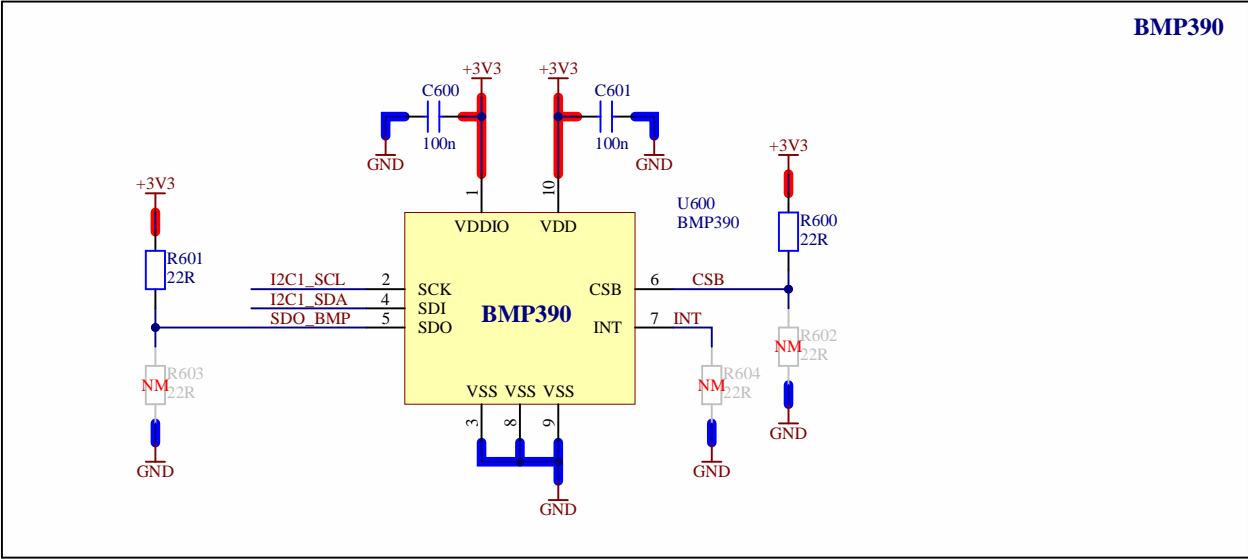 BMP390
+3V3
+3V3
C600
C601
100n
100n
GND
GND
+3V3
+3V3
1
10
U600
BMP390
VDDIO
VDD
R600
22R
R601
22R
I2C1_SCL
2
SCK
CSB
6
CSB
I2C1_SDA
4
SDI
BMP390
SDO_BMP
5
SDO
INT
7
INT
R602
NM
22R
R603
NM
22R
R604
NM
22R
VSS
VSS
VSS
3
8
9
GND
GND
GND
GND